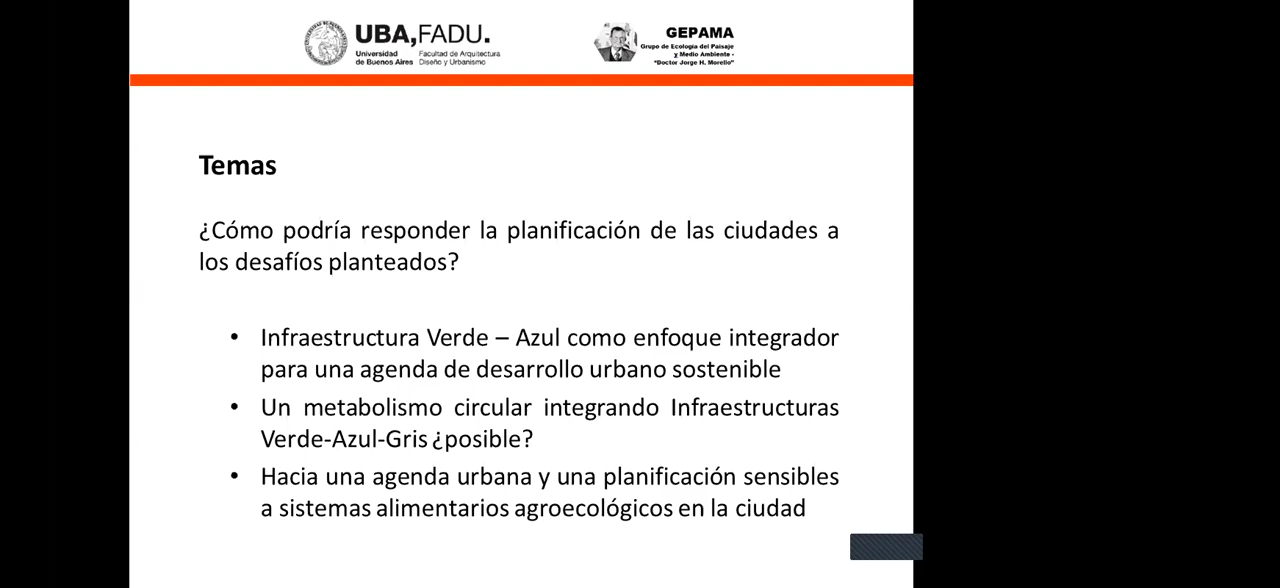 UBA,FADU.
Universidad
de Buenos Aires
Facultad de Arquitectura
Diseño y Urbanismo
GEPAMA
Grupo de Ecología del Paisaje
y Medio Ambiente -
"Doctor Jorge H. Morello"
Temas
¿Cómo podría responder la planificación de las ciudades a
los desafíos planteados?
• Infraestructura Verde – Azul como enfoque integrador
para una agenda de desarrollo urbano sostenible
• Un metabolismo circular integrando Infraestructuras
Verde-Azul-Gris ¿posible?
• Hacia una agenda urbana y una planificación sensibles
a sistemas alimentarios agroecológicos en la ciudad